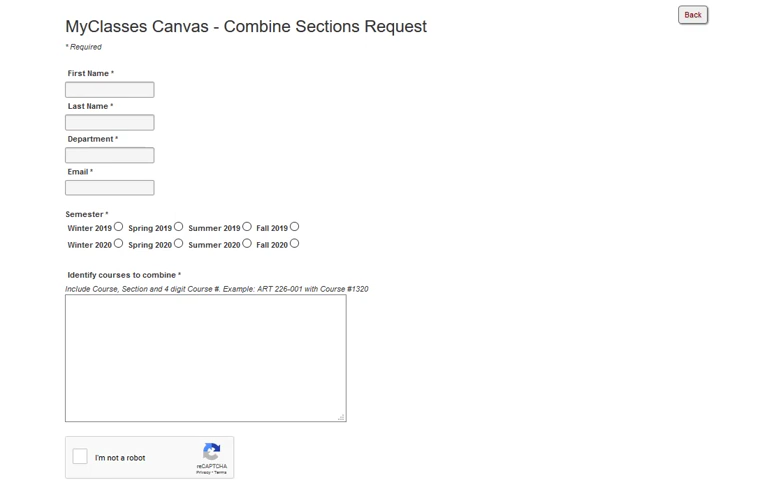 MyClasses Canvas - Combine Sections Request
Back
* Required
First Name *
Last Name *
Department *
Email *
Semester *
Winter 2019 Spring 2019 Summer 2019 Fall 2019
Winter 2020 Spring 2020 Summer 2020 Fall 2020
Identify courses to combine *
Include Course, Section and 4 digit Course #. Example: ART 226-001 with Course #1320
I'm not a robot
reCAPTCHA
Privacy - Terms